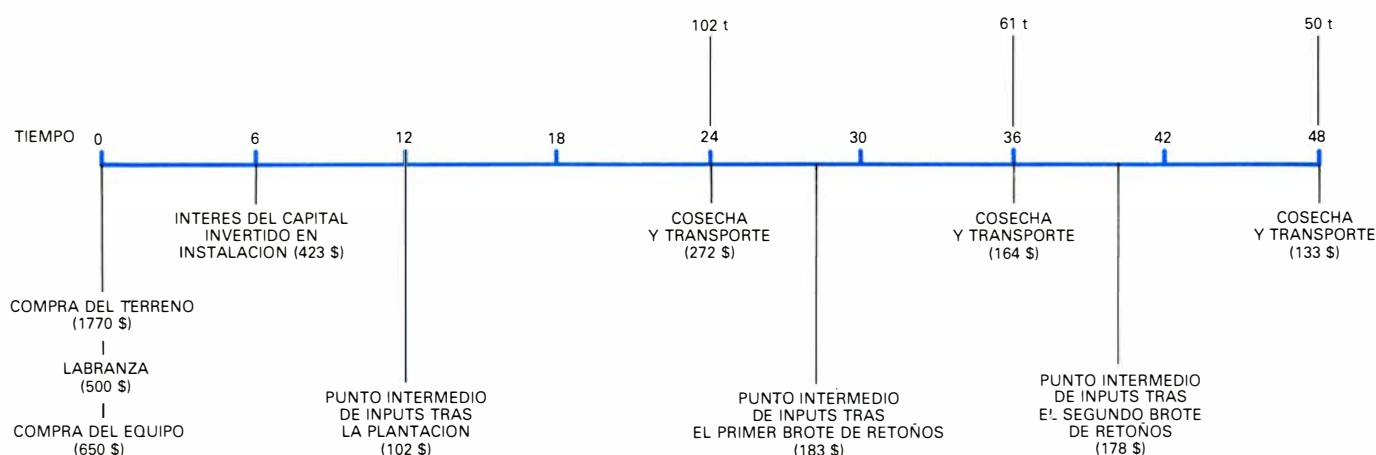 102 t
61 t
50 t
TIEMPO 0 6 12 18 24 30 36 42 48
INTERES DEL CAPITAL
INVERTIDO EN
INSTALACION (423 $)
COSECHA
Y TRANSPORTE
(272 $)
COSECHA
Y TRANSPORTE
(164 $)
COSECHA
Y TRANSPORTE
(133 $)
COMPRA DEL TERRENO
(1770 $)
LABRANZA
(500 $)
COMPRA DEL EQUIPO
(650 $)
PUNTO INTERMEDIO
DE INPUTS TRAS
LA PLANTACION
(102 $)
PUNTO INTERMEDIO
DE INPUTS TRAS
EL PRIMER BROTE DE RETOÑOS
(183 $)
PUNTO INTERMEDIO
DE INPUTS TRAS
EL SEGUNDO BROTE
DE RETOÑOS
(178 $)